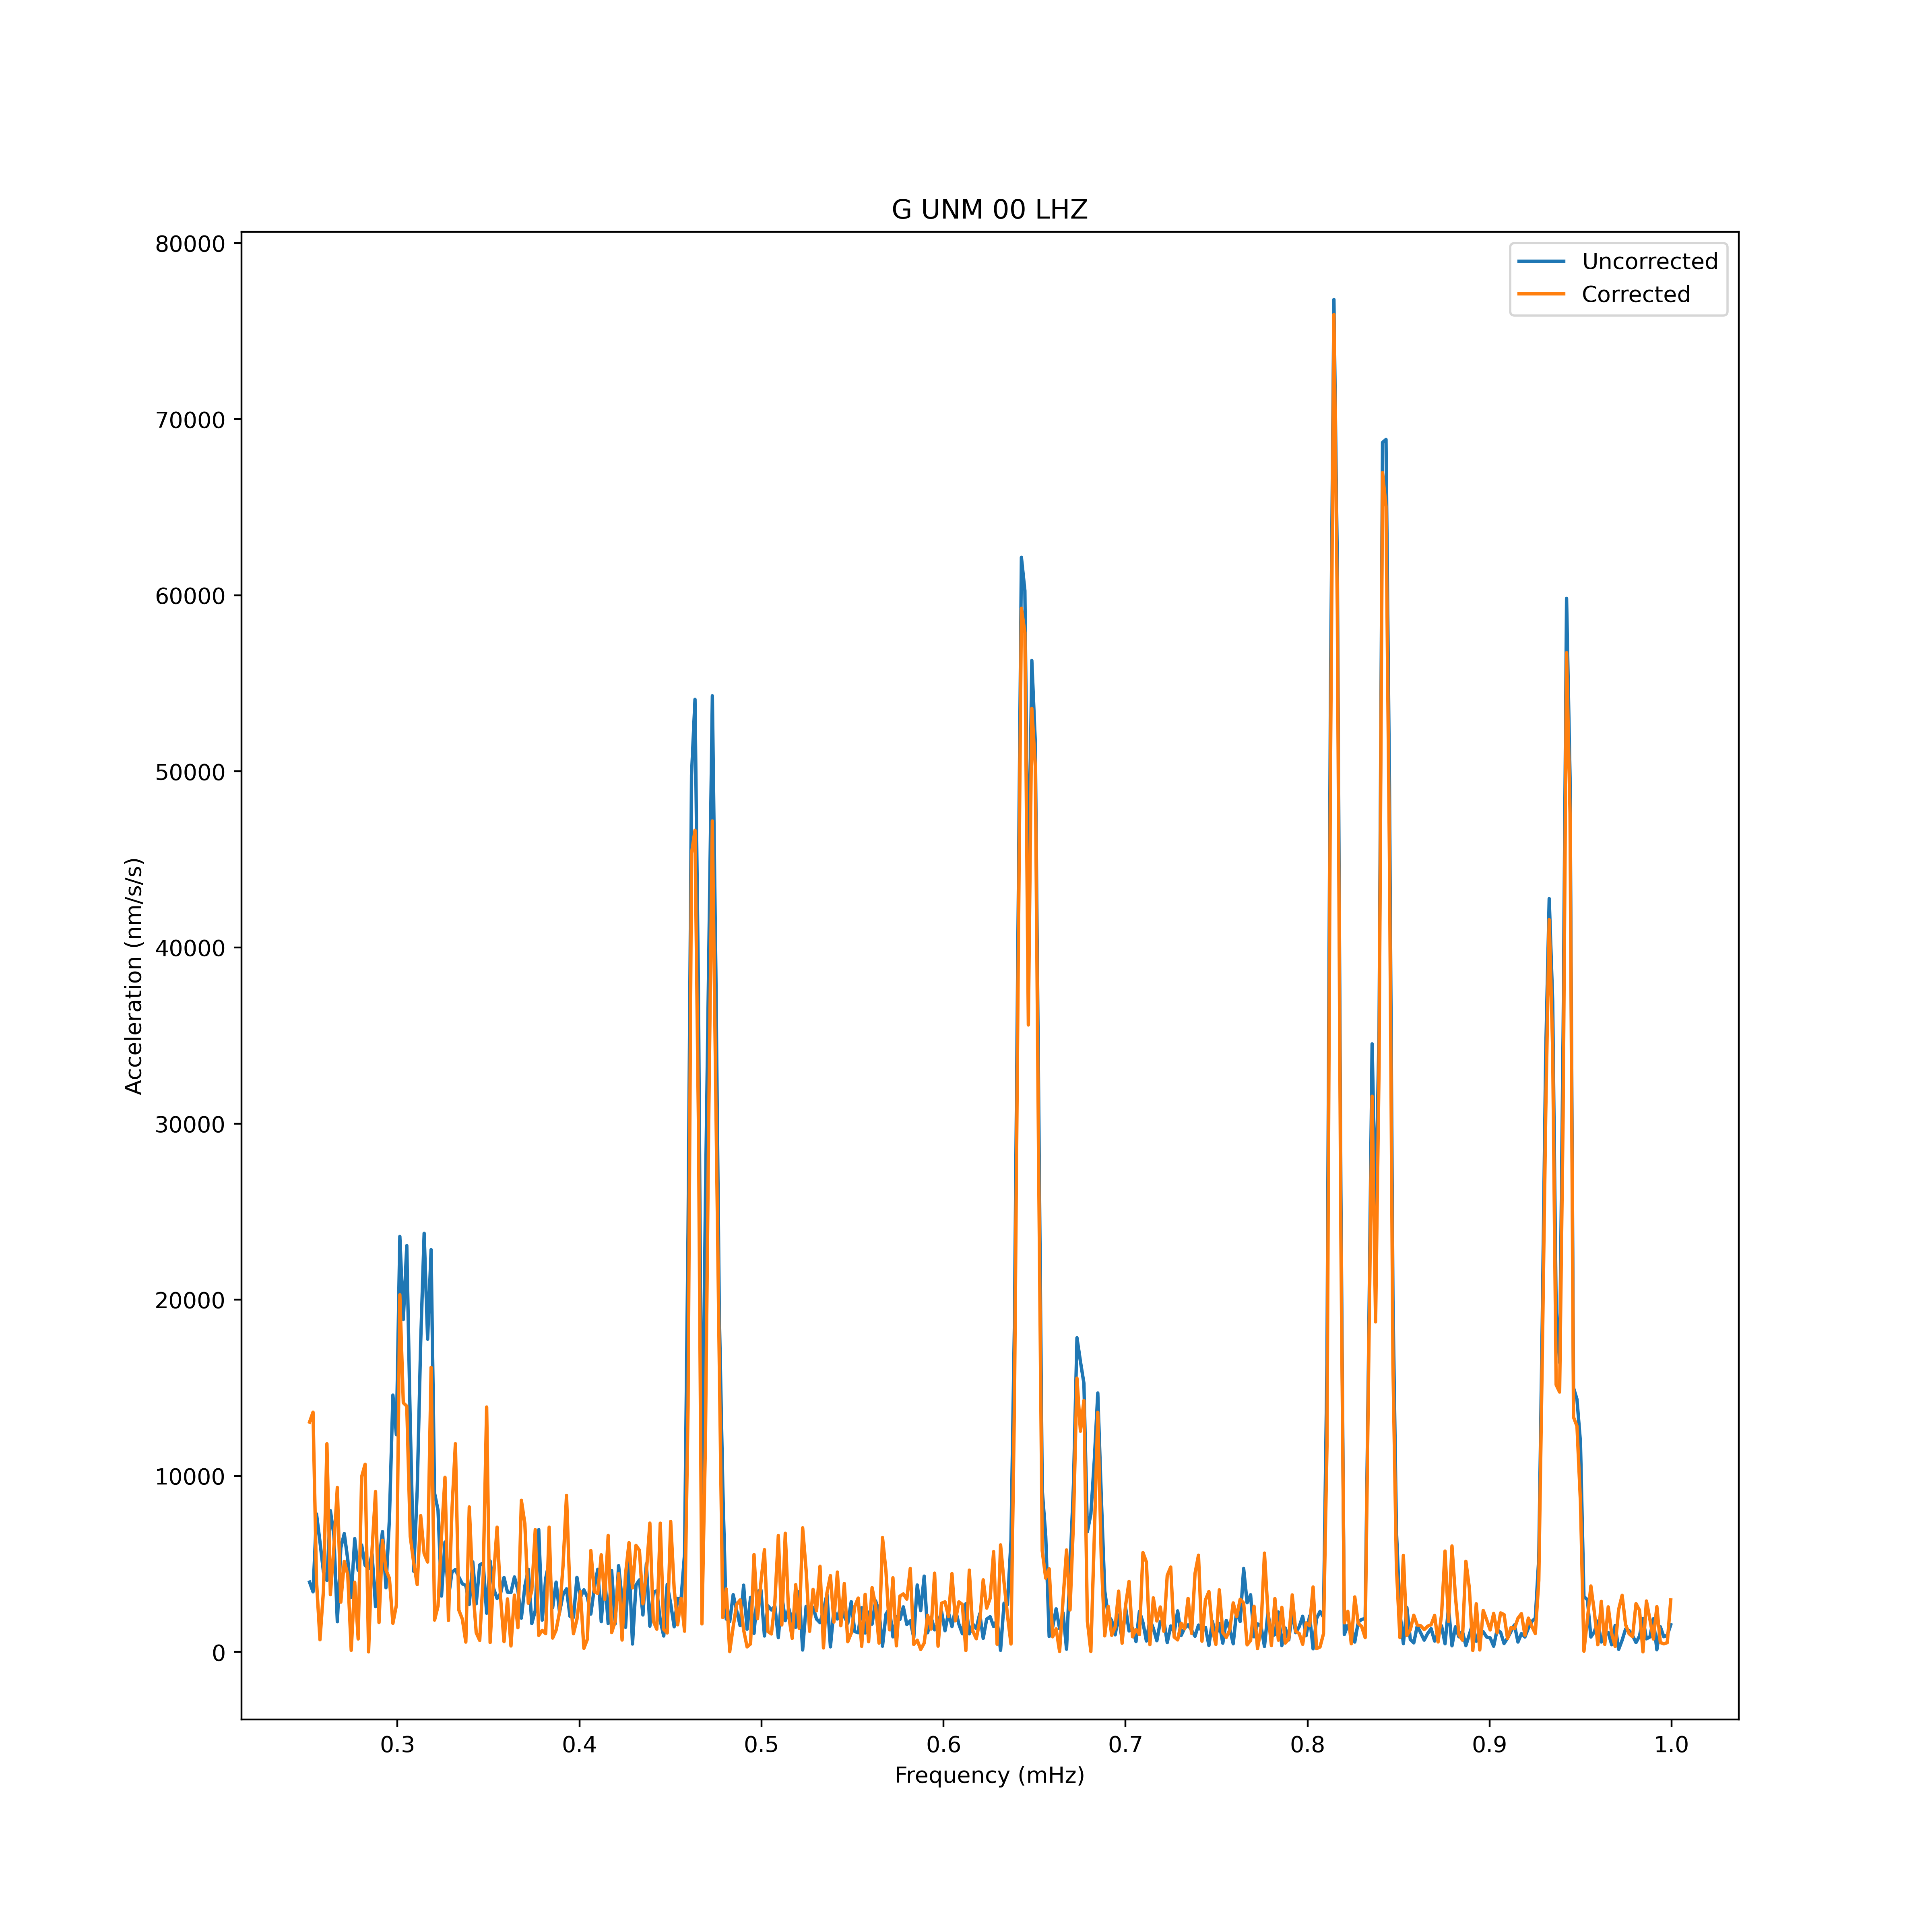 G UNM 00 LHZ
Uncorrected
Corrected
80000
70000
60000
50000
40000
30000
20000
10000
0
Acceleration (nm/s/s)
0.3 0.4 0.5 0.6 0.7 0.8 0.9 1.0
Frequency (mHz)